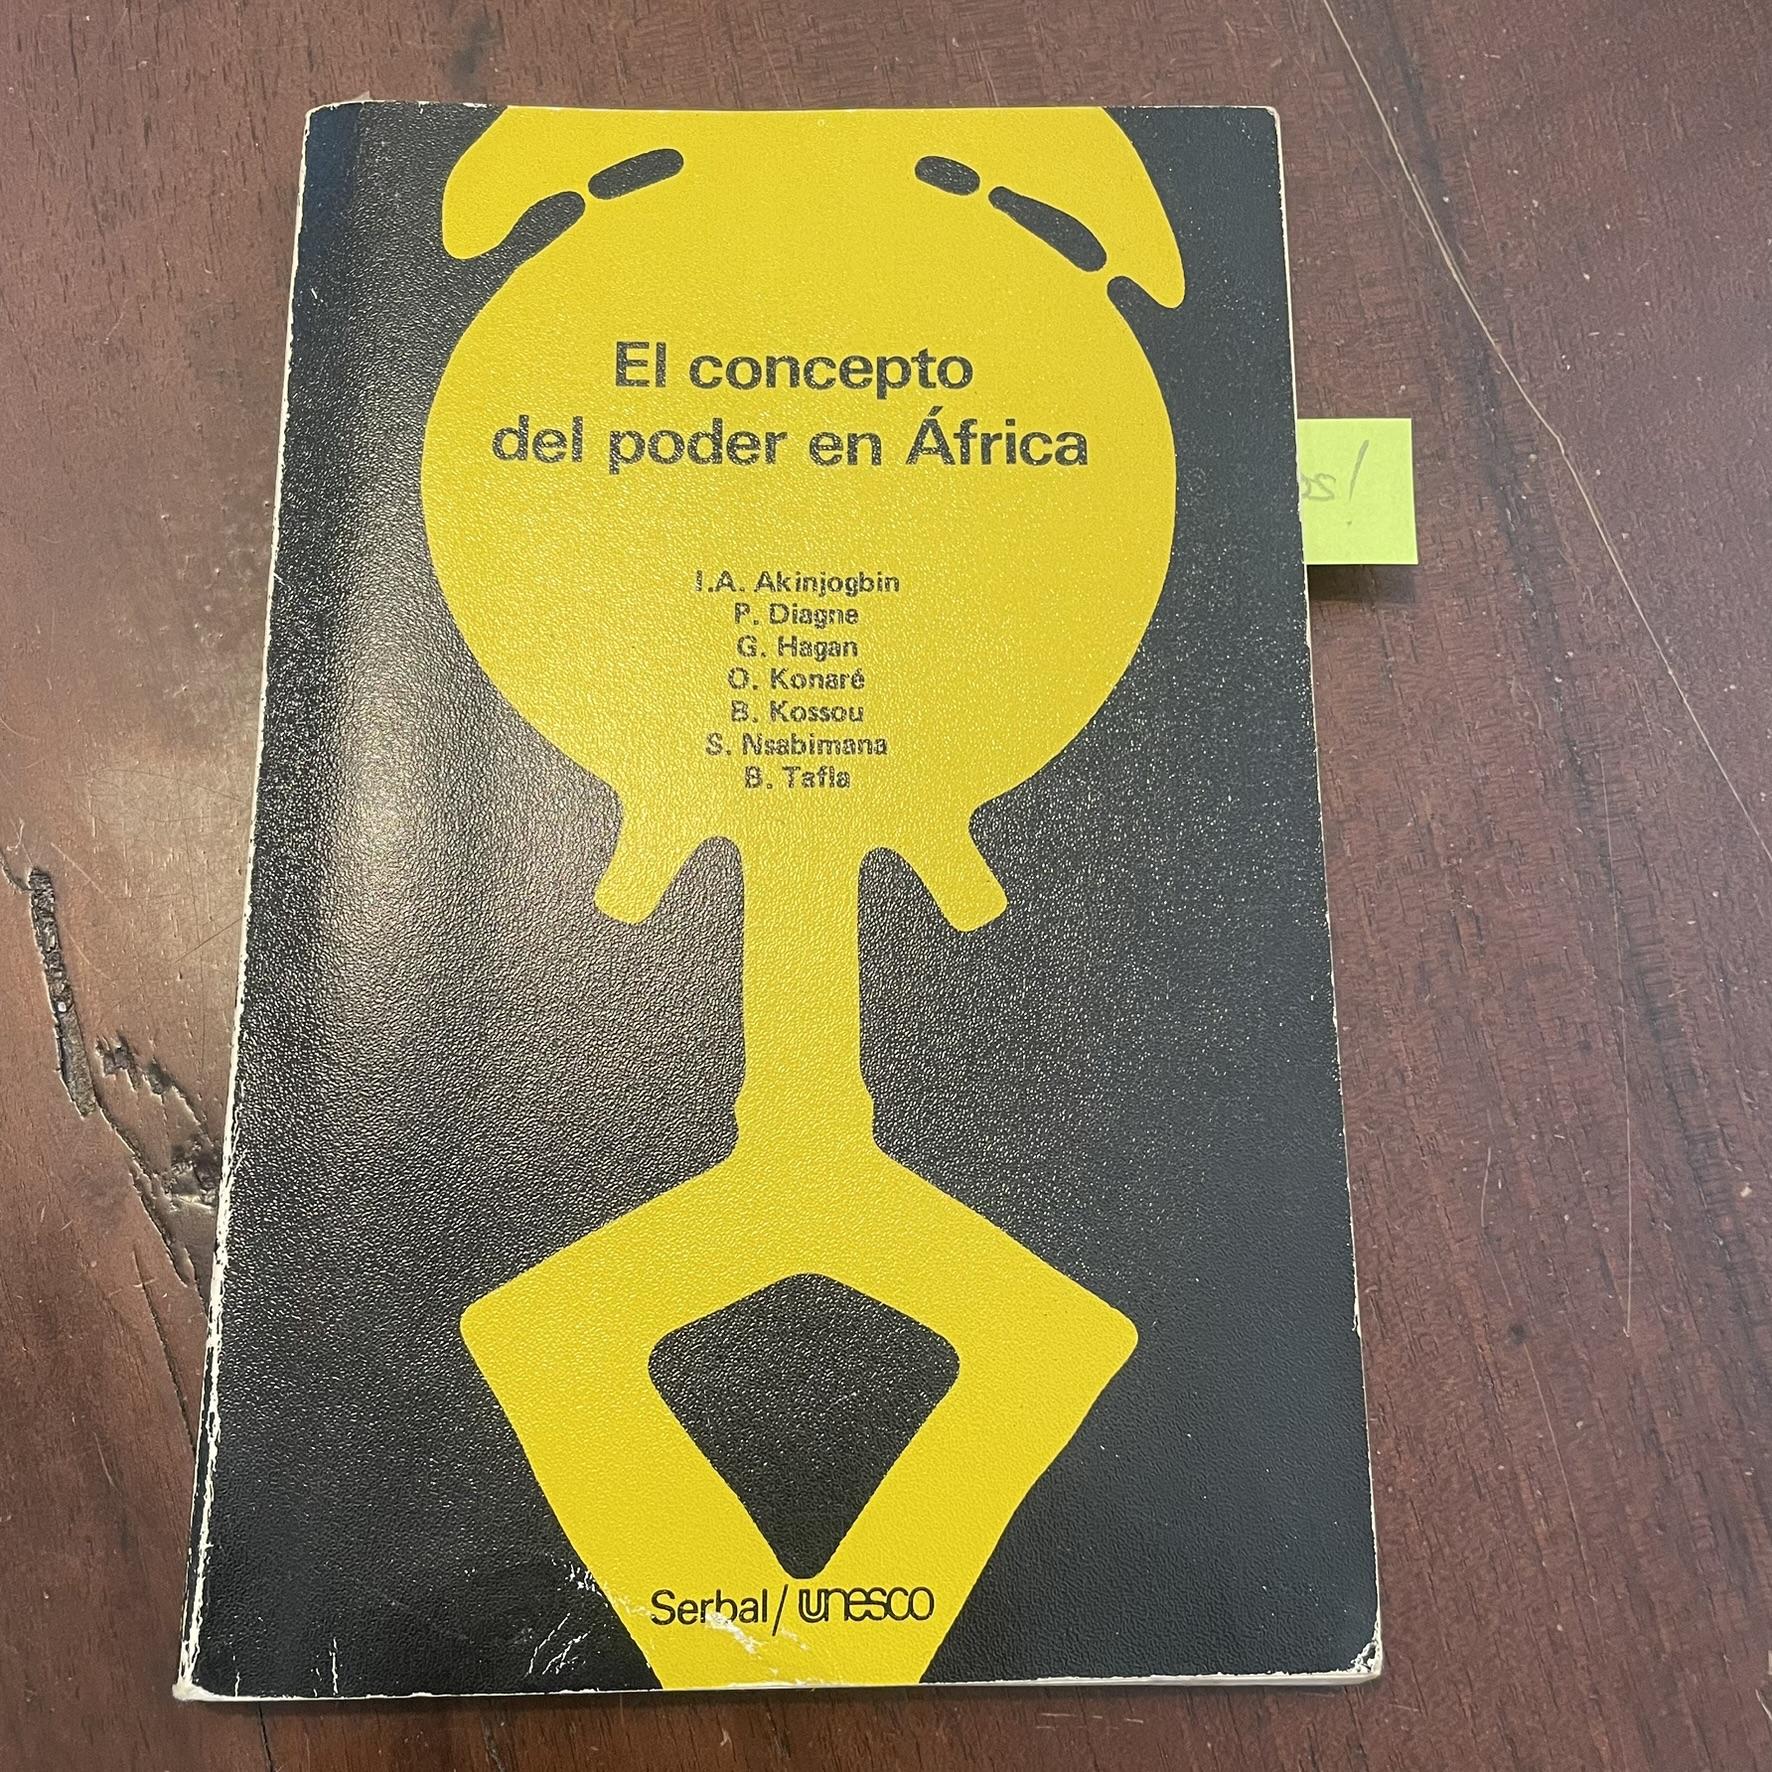 El concepto
del poder en África
I.A. Akinjogbin
P. Diagne
G. Hagan
O. Konaré
B. Kossou
S. Nsabimana
B. Tafla
Serbal/unesco